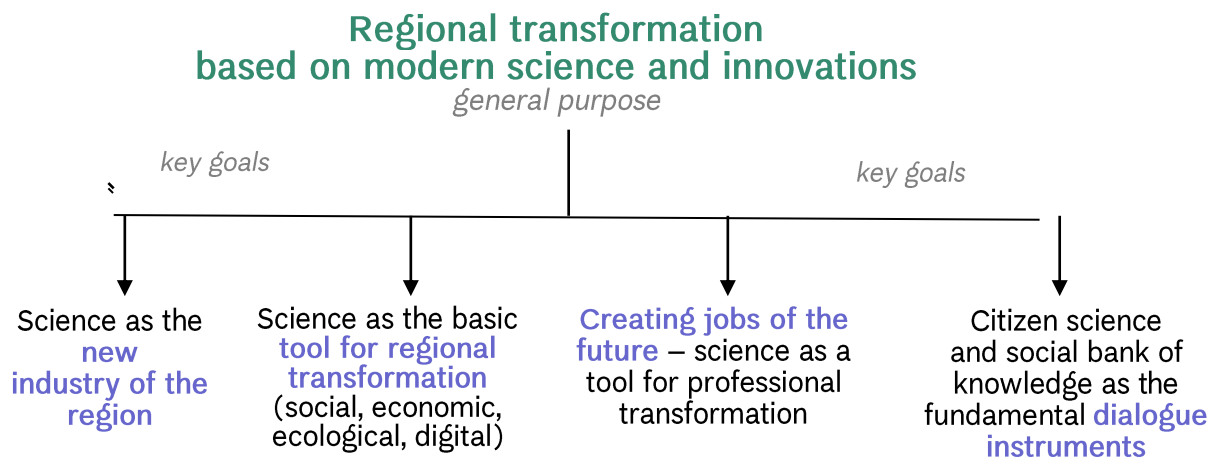 Regional transformation
based on modern science and innovations
general purpose
key goals
key goals
Science as the
new
industry of the
region
Science as the basic
tool for regional
transformation
(social, economic,
ecological, digital)
Creating jobs of the
future – science as a
tool for professional
transformation
Citizen science
and social bank of
knowledge as the
fundamental dialogue
instruments